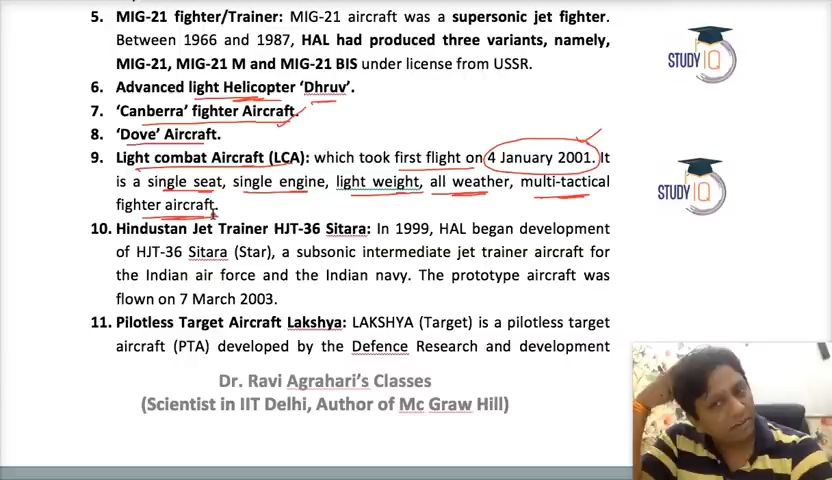 5. MIG-21 fighter/Trainer: MIG-21 aircraft was a supersonic jet fighter.
Between 1966 and 1987, HAL had produced three variants, namely,
MIG-21, MIG-21 M and MIG-21 BIS under license from USSR.
6. Advanced light Helicopter ‘Dhruv’.
7. ‘Canberra’ fighter Aircraft.
8. ‘Dove’ Aircraft.
9. Light combat Aircraft (LCA): which took first flight on 4 January 2001. It
is a single seat, single engine, light weight, all weather, multi-tactical
fighter aircraft.
10. Hindustan Jet Trainer HJT-36 Sitara: In 1999, HAL began development
of HJT-36 Sitara (Star), a subsonic intermediate jet trainer aircraft for
the Indian air force and the Indian navy. The prototype aircraft was
flown on 7 March 2003.
11. Pilotless Target Aircraft Lakshya: LAKSHYA (Target) is a pilotless target
aircraft (PTA) developed by the Defence Research and development
Dr. Ravi Agrahari’s Classes
(Scientist in IIT Delhi, Author of Mc Graw Hill)
STUDY IQ
STUDY IQ